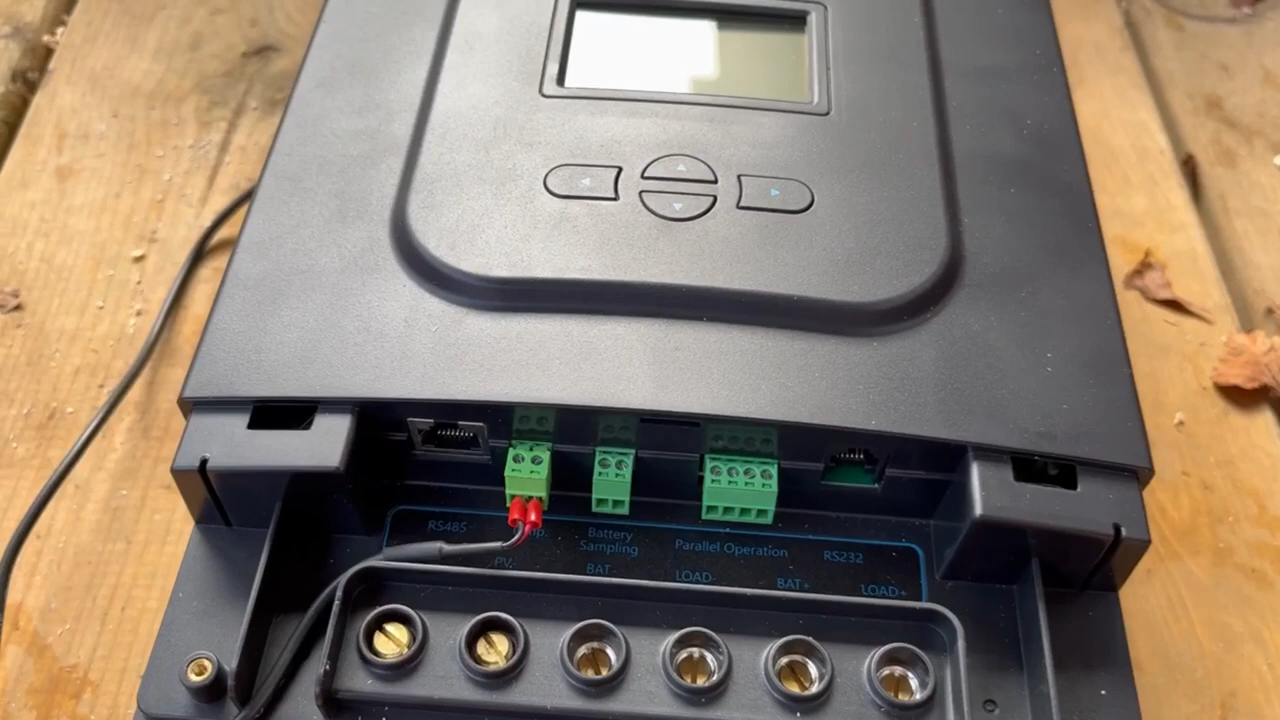 RS485
Battery
Sampling
Parallel Operation
RS232
PV-
BAT-
LOAD-
BAT+
LOAD+